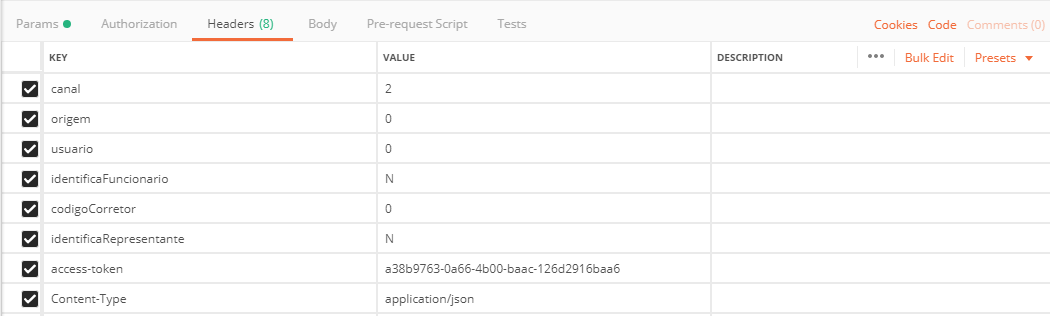 Params Authorization Headers (8) Body Pre-request Script Tests Cookies Code Comments (0)
KEY VALUE DESCRIPTION ••• Bulk Edit Presets
canal 2
origem 0
usuario 0
identificaFuncionario N
codigoCorretor 0
identificaRepresentante N
access-token a38b9763-0a66-4b00-baac-126d2916baa6
Content-Type application/json